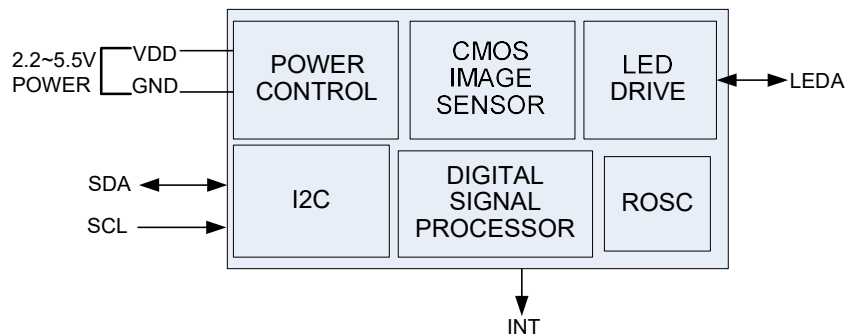 2.2~5.5V
POWER
VDD
GND
POWER
CONTROL
CMOS
IMAGE
SENSOR
LED
DRIVE
LEDA
SDA
SCL
I2C
DIGITAL
SIGNAL
PROCESSOR
ROSC
INT